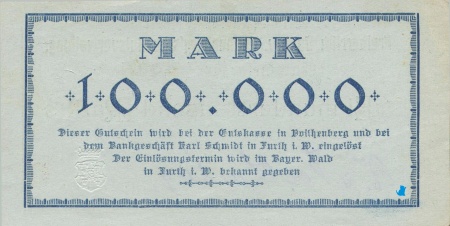 MARK
100.000
Dieser Gutschein wird bei der Gutskasse in Voithenberg und bei
dem Bankgeschäft Karl Schmidt in Furth i. W. eingelöst
Der Einlösungstermin wird im Bayer. Wald
in Furth i. W. bekannt gegeben